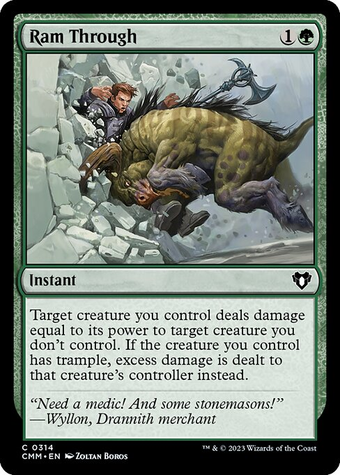 Ram Through 1
Instant
Target creature you control deals damage
equal to its power to target creature you
don't control. If the creature you control
has trample, excess damage is dealt to
that creature's controller instead.
"Need a medic! And some stonemasons!"
—Wyllon, Drannith merchant
C 0314
CMM • EN Zoltan Boros
™ & © 2023 Wizards of the Coast